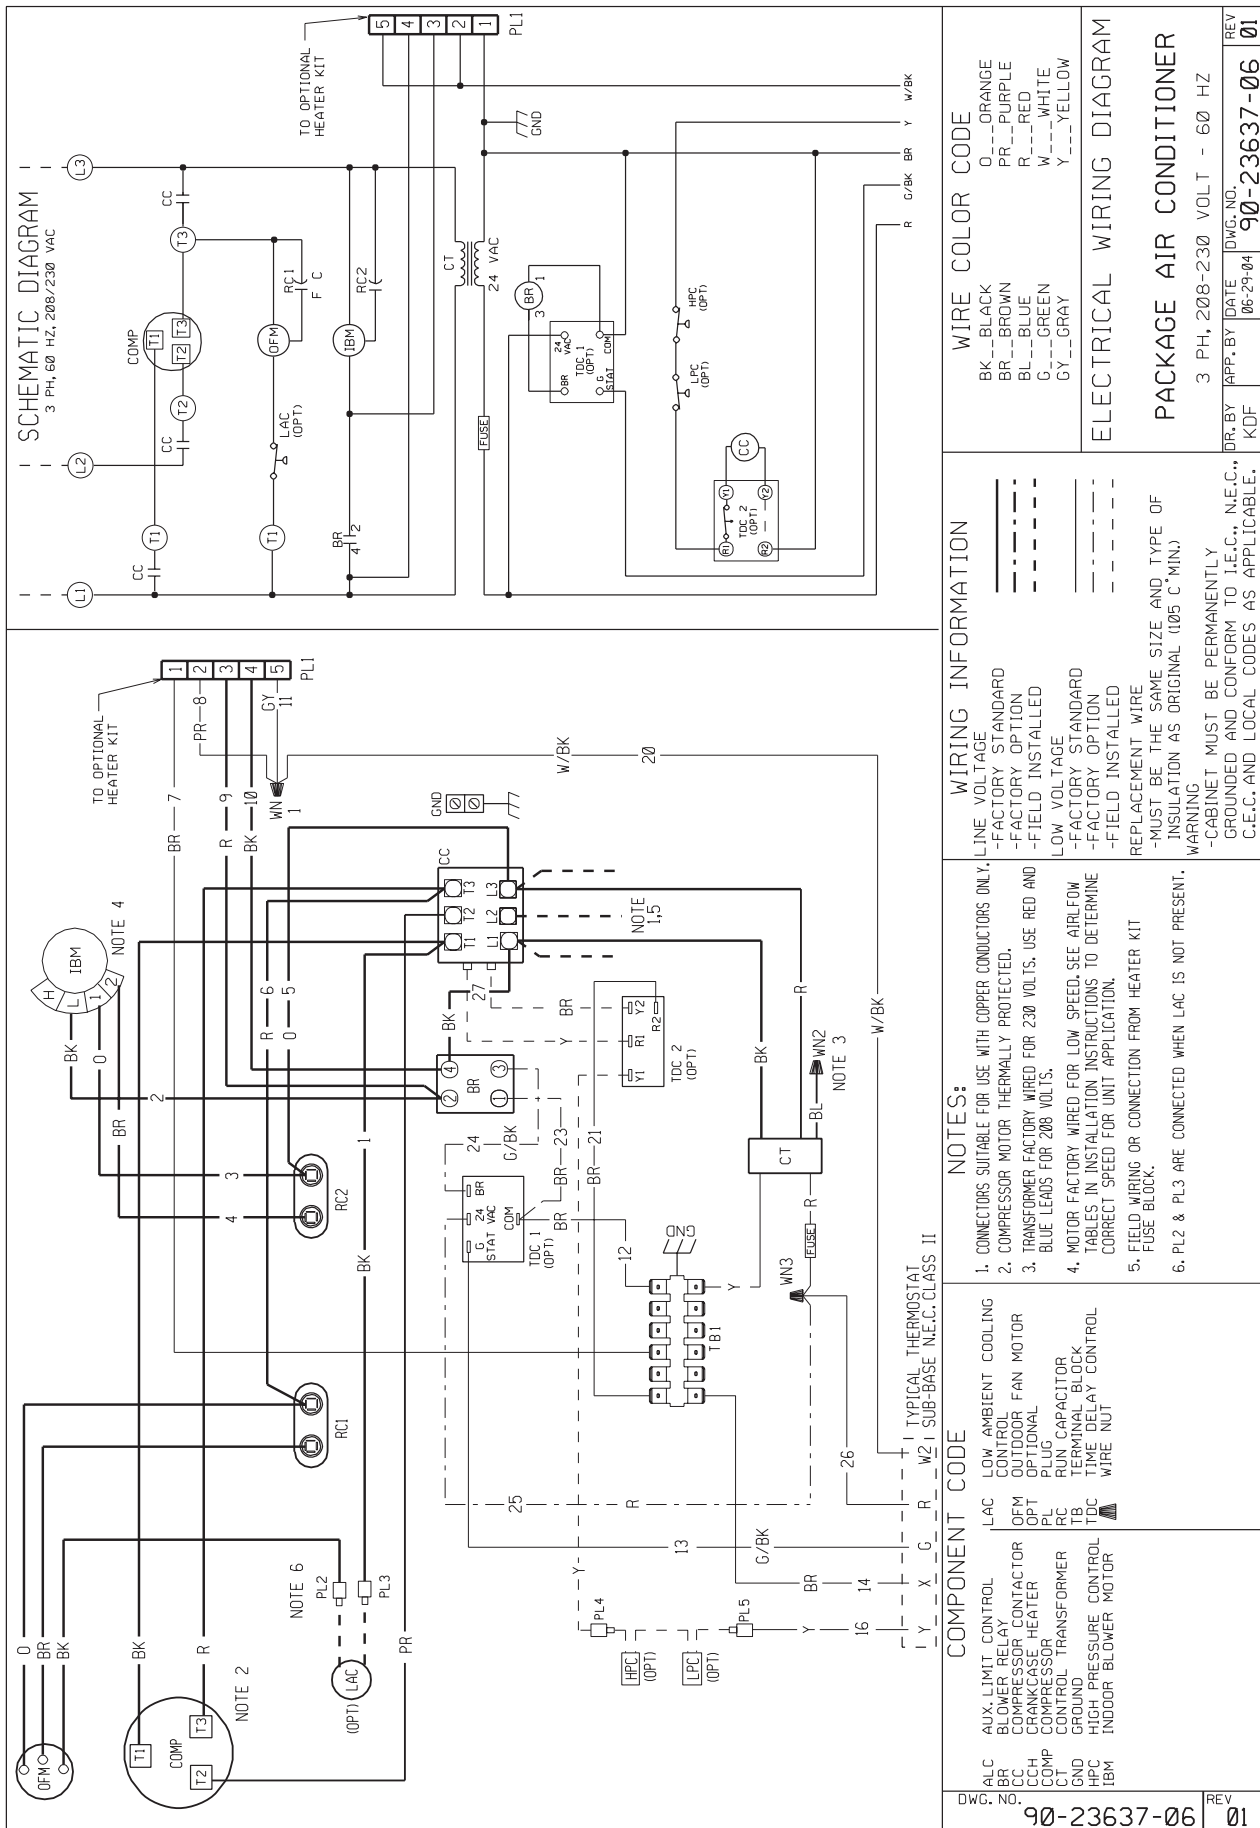 SCHEMATIC DIAGRAM
3 PH, 60 HZ, 208/230 VAC
L1
L2
L3
CC
T1
COMP
T1
T2
T3
CC
T2
T3
CC
T1
LAC
(OPT)
OFM
RC1
F C
BR
4 2
IBM
RC2
CT
24 VAC
FUSE
TO OPTIONAL
HEATER KIT
5
4
3
2
1
PL1
GND
BR
3 1
BR
24
VAC
TDC 1
(OPT)
G
STAT
COM
LPC
(OPT)
HPC
(OPT)
CC
R1
Y1
TDC 2
(OPT)
R2
Y2
R
G/BK
BR
Y
W/BK
TO OPTIONAL
HEATER KIT
1
2
3
4
5
PL1
BR 7
PR 8
R 9
BK 10
GY
11
WN
1
IBM
H
L
1
2
NOTE 4
BK
O
BR
2
3
4
R 6
O 5
RC2
RC1
O
BR
BK
OFM
BK
R
PR
COMP
T1
T2
T3
NOTE 2
NOTE 6
PL2
PL3
LAC
(OPT)
BK 1
GND
CC
T1
T2
T3
L1
L2
L3
NOTE
1,5
BK
27
BR
2
4
1
3
24
G/BK
BR 23
BR 21
Y
BR
Y1
R1
Y2
R2
TDC 2
(OPT)
G
STAT
24
VAC
BR
COM
TDC 1
(OPT)
BR
12
BK
R
CT
BL
WN2
NOTE 3
W/BK
20
W/BK
R
FUSE
WN3
Y
GND
TB1
25
R
26
13
G/BK
BR 14
Y 16
Y
PL4
HPC
(OPT)
LPC
(OPT)
PL5
Y
X
G
R
W2
TYPICAL THERMOSTAT
SUB-BASE N.E.C. CLASS II
COMPONENT CODE
ALC AUX. LIMIT CONTROL
BR BLOWER RELAY
CC COMPRESSOR CONTACTOR
CCH CRANKCASE HEATER
COMP COMPRESSOR
CT CONTROL TRANSFORMER
GND GROUND
HPC HIGH PRESSURE CONTROL
IBM INDOOR BLOWER MOTOR
LAC LOW AMBIENT COOLING
CONTROL
OFM OUTDOOR FAN MOTOR
OPT OPTIONAL
PL PLUG
RC RUN CAPACITOR
TB TERMINAL BLOCK
TDC TIME DELAY CONTROL
WIRE NUT
NOTES:
1. CONNECTORS SUITABLE FOR USE WITH COPPER CONDUCTORS ONLY.
2. COMPRESSOR MOTOR THERMALLY PROTECTED.
3. TRANSFORMER FACTORY WIRED FOR 230 VOLTS. USE RED AND
BLUE LEADS FOR 208 VOLTS.
4. MOTOR FACTORY WIRED FOR LOW SPEED. SEE AIRLFOW
TABLES IN INSTALLATION INSTRUCTIONS TO DETERMINE
CORRECT SPEED FOR UNIT APPLICATION.
5. FIELD WIRING OR CONNECTION FROM HEATER KIT
FUSE BLOCK.
6. PL2 & PL3 ARE CONNECTED WHEN LAC IS NOT PRESENT.
WIRING INFORMATION
LINE VOLTAGE
-FACTORY STANDARD
-FACTORY OPTION
-FIELD INSTALLED
LOW VOLTAGE
-FACTORY STANDARD
-FACTORY OPTION
-FIELD INSTALLED
REPLACEMENT WIRE
-MUST BE THE SAME SIZE AND TYPE OF
INSULATION AS ORIGINAL (105 C°MIN.)
WARNING
-CABINET MUST BE PERMANENTLY
GROUNDED AND CONFORM TO I.E.C., N.E.C.,
C.E.C. AND LOCAL CODES AS APPLICABLE.
WIRE COLOR CODE
BK__BLACK
BR__BROWN
BL__BLUE
G___GREEN
GY__GRAY
O___ORANGE
PR__PURPLE
R___RED
W___WHITE
Y___YELLOW
ELECTRICAL WIRING DIAGRAM
PACKAGE AIR CONDITIONER
3 PH, 208-230 VOLT - 60 HZ
DR. BY
KDF
APP. BY
DATE
06-29-04
DWG. NO.
90-23637-06
REV
01
DWG. NO.
90-23637-06
REV
01